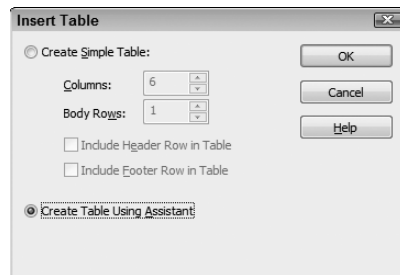 Insert Table
Create Simple Table:
OK
Columns: 6
Cancel
Body Rows: 1
Help
Include Header Row in Table
Include Footer Row in Table
Create Table Using Assistant